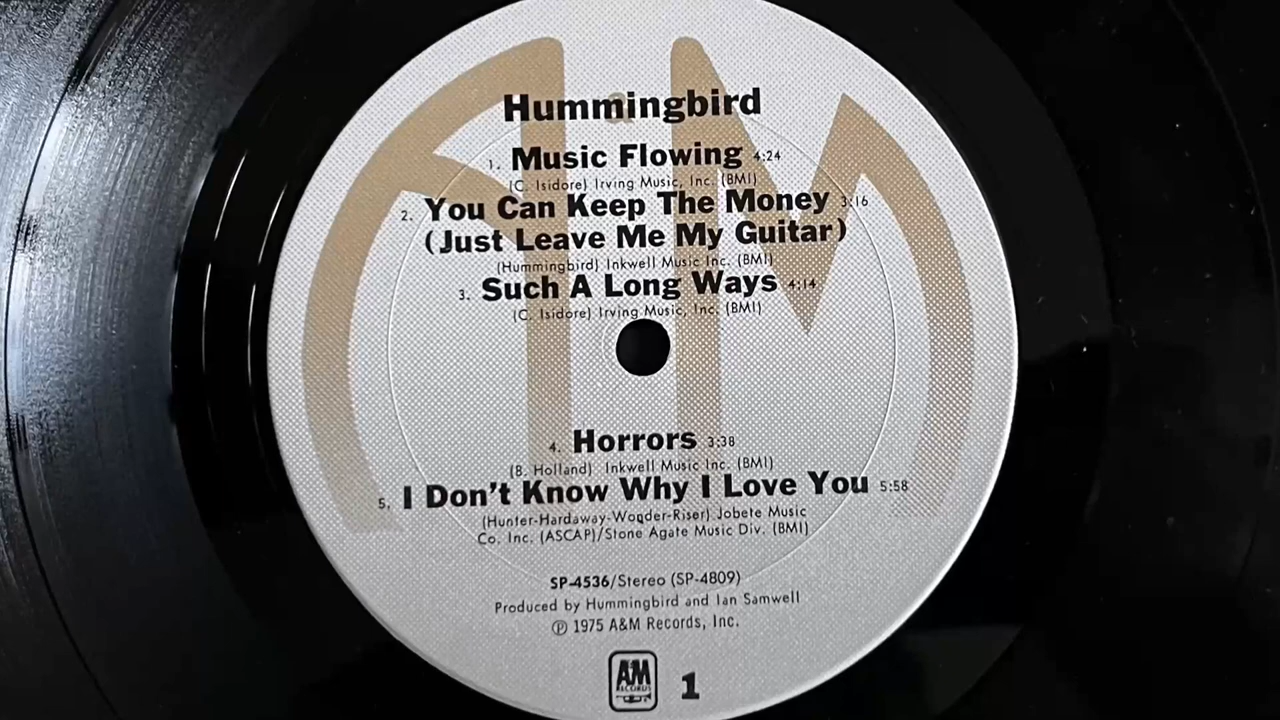 Hummingbird
1. Music Flowing 4:24
(C. Isidore) Irving Music, Inc. (BMI)
2. You Can Keep The Money 3:16
(Just Leave Me My Guitar)
(Hummingbird) Inkwell Music Inc. (BMI)
3. Such A Long Ways 4:14
(C. Isidore) Irving Music, Inc. (BMI)
4. Horrors 3:38
(B. Holland) Inkwell Music Inc. (BMI)
5. I Don't Know Why I Love You 5:58
(Hunter-Hardaway-Wonder-Riser) Jobete Music
Co. Inc. (ASCAP)/Stone Agate Music Div. (BMI)
SP-4536/Stereo (SP-4809)
Produced by Hummingbird and Ian Samwell
℗ 1975 A&M Records, Inc.
A&M
RECORDS
1